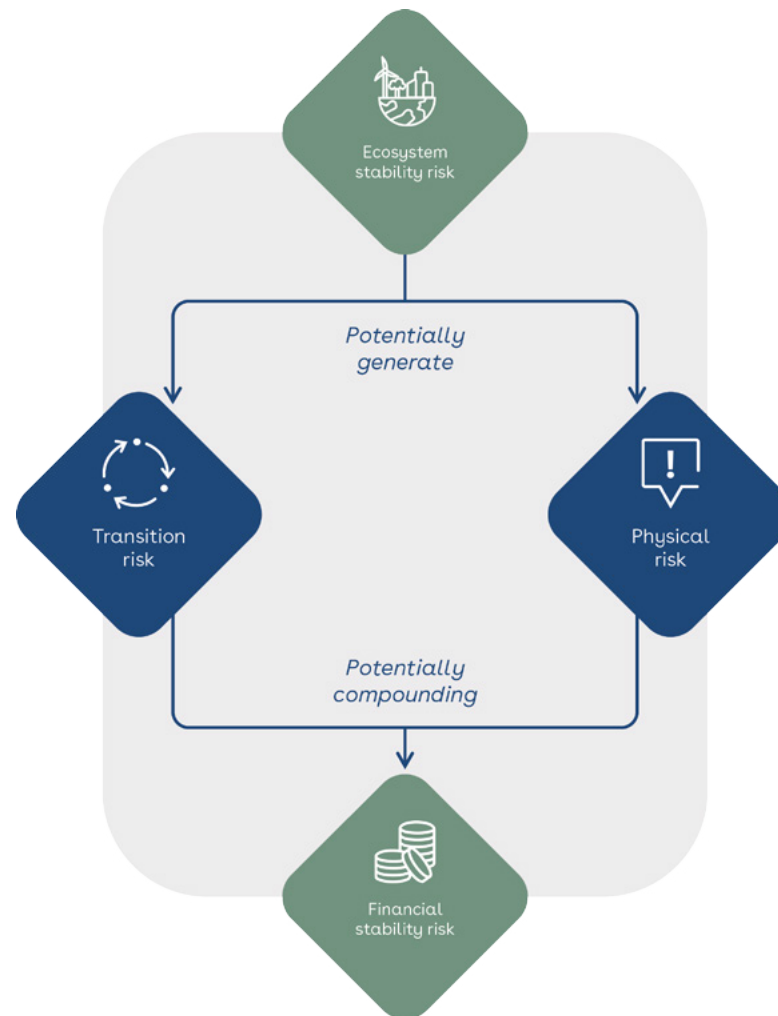 Ecosystem
stability risk
Potentially
generate
Transition
risk
Physical
risk
Potentially
compounding
Financial
stability risk